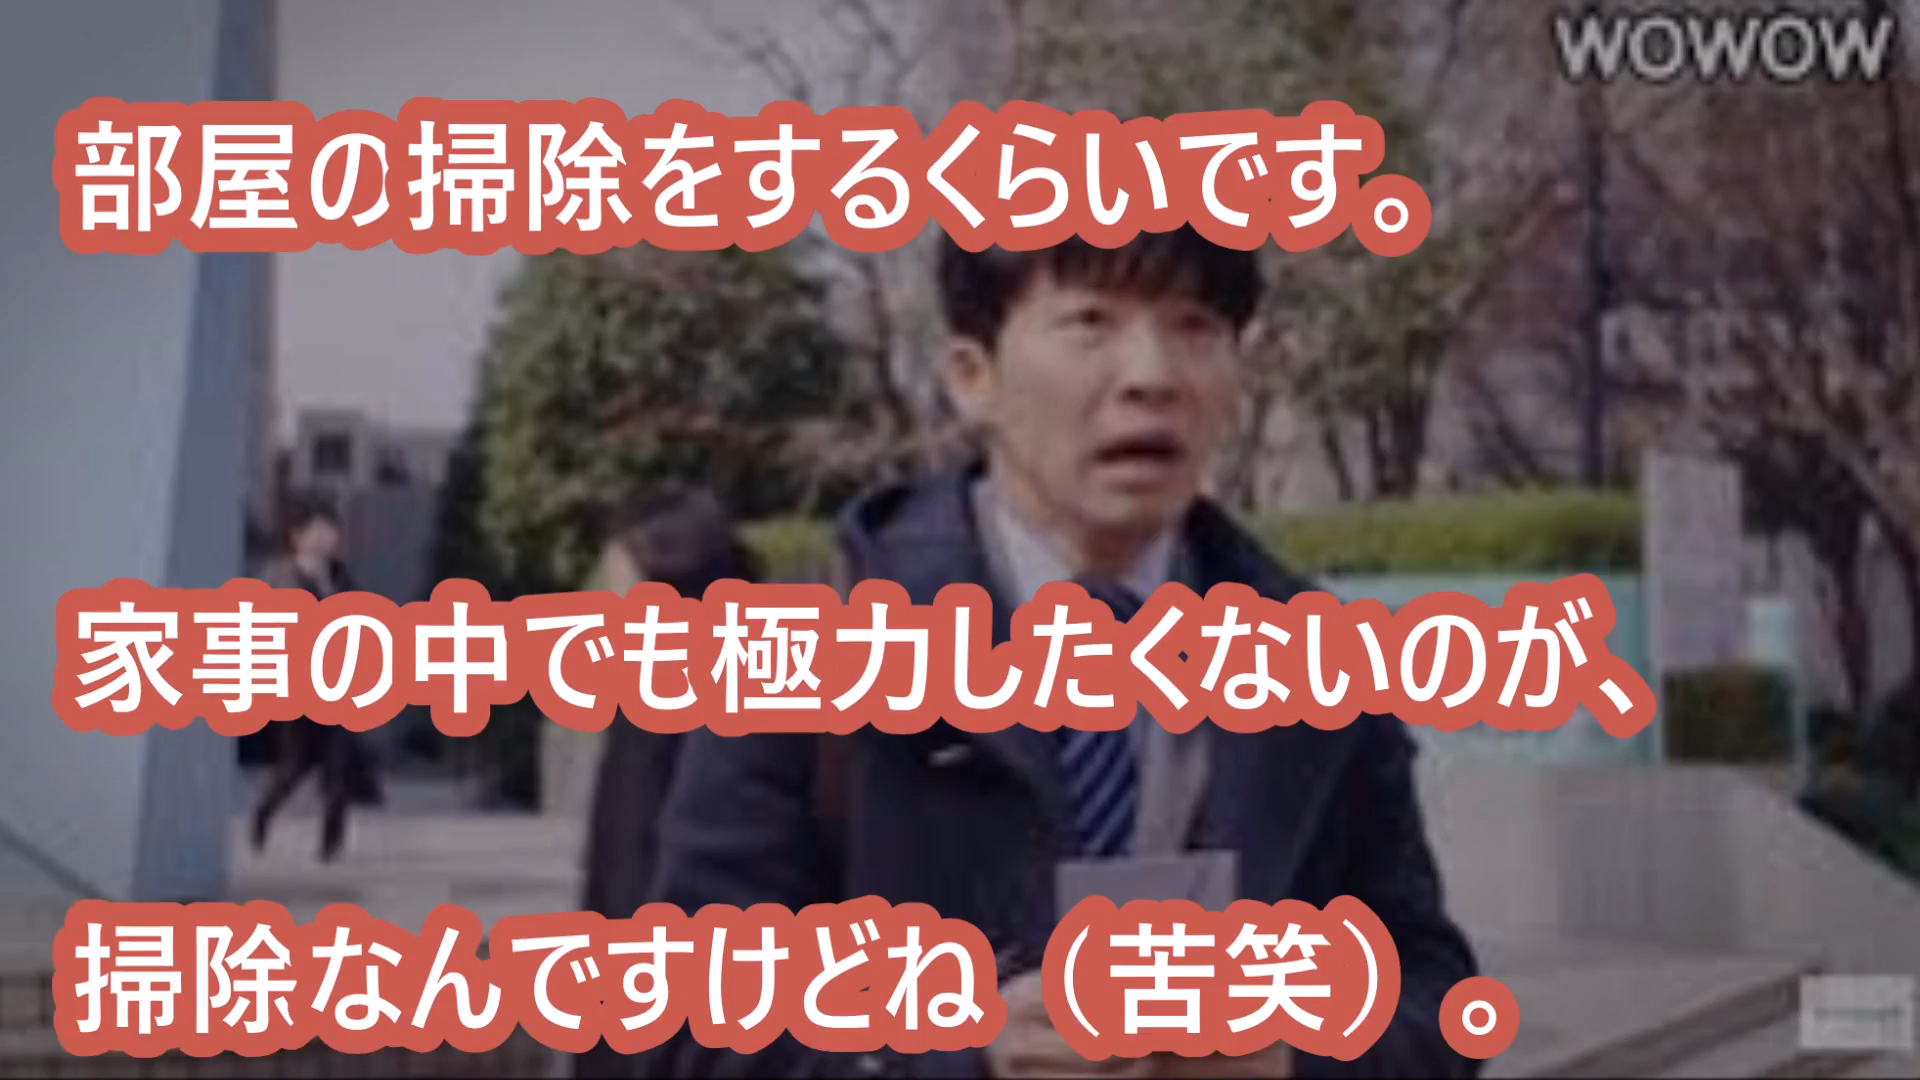 WOWOW
部屋の掃除をするくらいです。
家事の中でも極力したくないのが、
掃除なんですけどね（苦笑）。